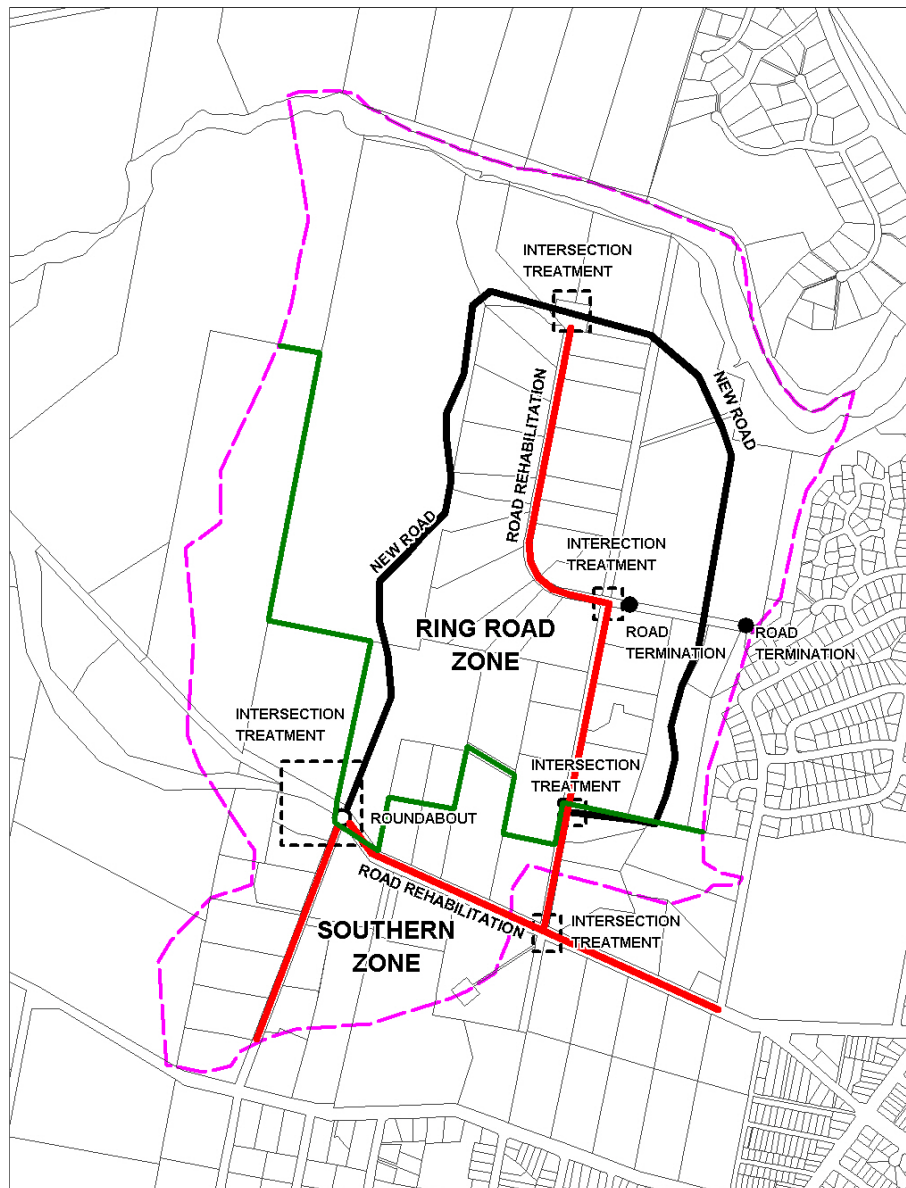 INTERSECTION
TREATMENT
NEW ROAD
ROAD REHABILITATION
NEW ROAD
INTERECTION
TREATMENT
RING ROAD
ZONE
ROAD
TERMINATION
ROAD
TERMINATION
INTERSECTION
TREATMENT
INTERSECTION
TREATMENT
ROUNDABOUT
ROAD REHABILITATION
SOUTHERN
ZONE
INTERSECTION
TREATMENT